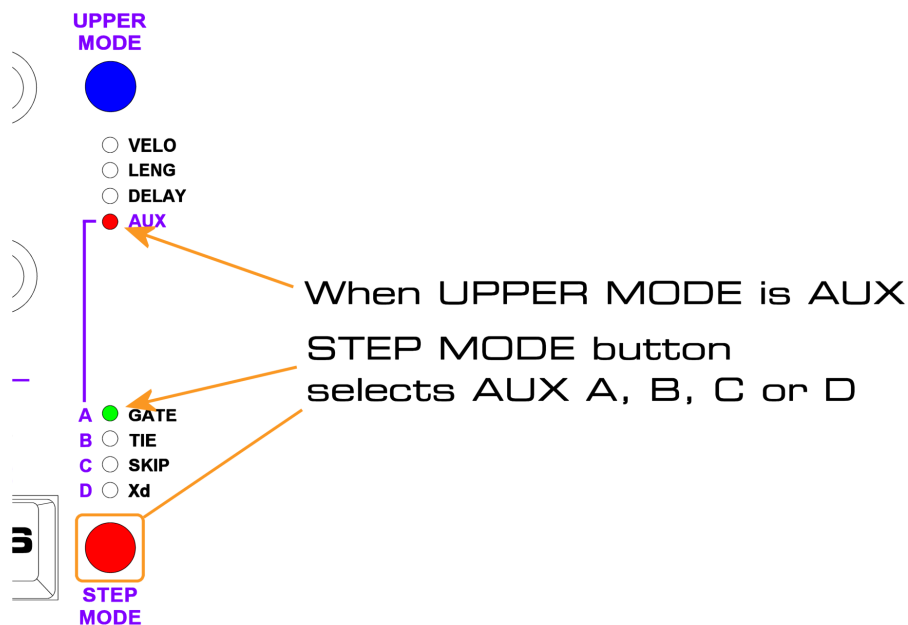 UPPER
MODE
VELO
LENG
DELAY
AUX
When UPPER MODE is AUX
STEP MODE button
selects AUX A, B, C or D
A GATE
B TIE
C SKIP
D Xd
S
STEP
MODE